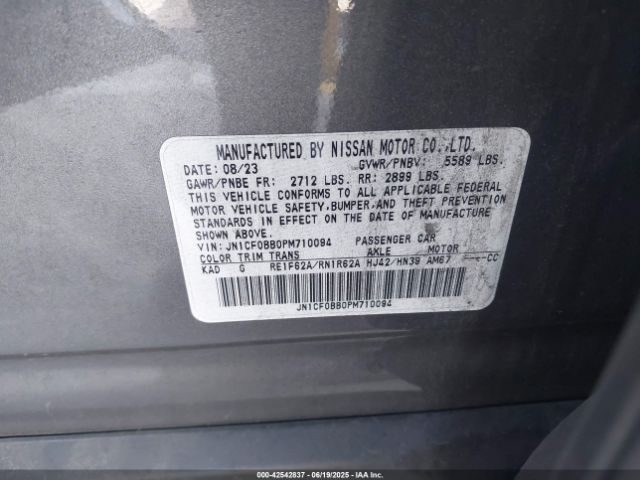 MANUFACTURED BY NISSAN MOTOR CO., LTD.
DATE: 08/23 GVWR/PNBV: 5589 LBS.
GAWR/PNBE FR: 2712 LBS. RR: 2899 LBS.
THIS VEHICLE CONFORMS TO ALL APPLICABLE FEDERAL
MOTOR VEHICLE SAFETY, BUMPER, AND THEFT PREVENTION
STANDARDS IN EFFECT ON THE DATE OF MANUFACTURE
SHOWN ABOVE.
VIN: JN1CF0BB0PM710094 PASSENGER CAR
COLOR TRIM TRANS AXLE MOTOR
KAD G RE1F62A/RN1R62A HJ42/HN39 AM67 ----CC
JN1CF0BB0PM710094
000-42542837 - 06/19/2025 - IAAI.COM